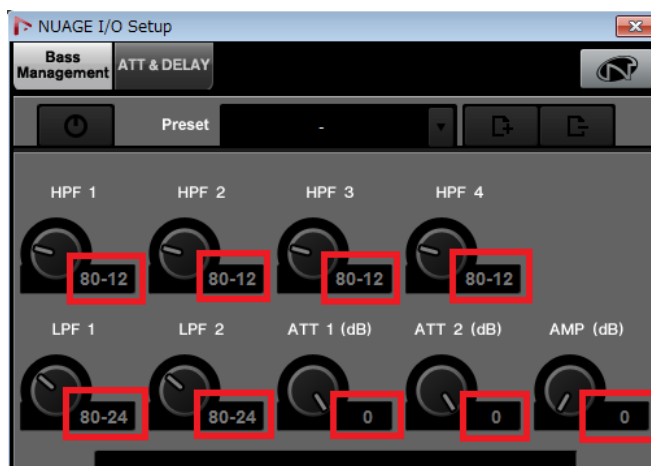 NUAGE I/O Setup
Bass
Management
ATT & DELAY
Preset
-
HPF 1 HPF 2 HPF 3 HPF 4
80-12 80-12 80-12 80-12
LPF 1 LPF 2 ATT 1 (dB) ATT 2 (dB) AMP (dB)
80-24 80-24 0 0 0